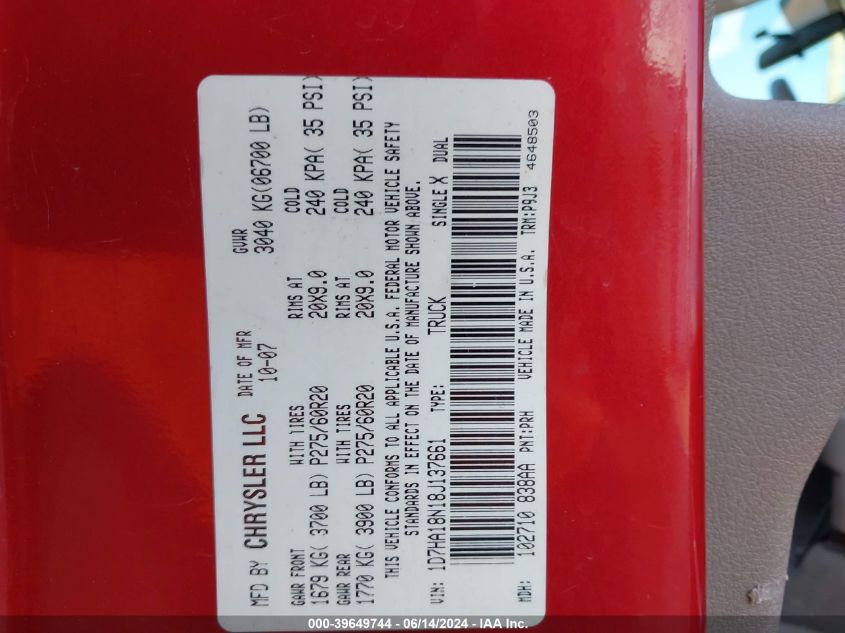 MFD BY CHRYSLER LLC DATE OF MFR GVWR
10-07 3040 KG(06700 LB)
GAWR FRONT WITH TIRES RIMS AT COLD
1679 KG( 3700 LB) P275/60R20 20X9.0 240 KPA( 35 PSI)
GAWR REAR WITH TIRES RIMS AT COLD
1770 KG( 3900 LB) P275/60R20 20X9.0 240 KPA( 35 PSI)
THIS VEHICLE CONFORMS TO ALL APPLICABLE U.S.A. FEDERAL MOTOR VEHICLE SAFETY
STANDARDS IN EFFECT ON THE DATE OF MANUFACTURE SHOWN ABOVE.
VIN: 1D7HA18N18J137661 TYPE: TRUCK SINGLE X DUAL
MDH: 102710 838AA PNT:PRH VEHICLE MADE IN U.S.A. TRM:P9J3 4648503
000-39649744 - 06/14/2024 - IAA Inc.